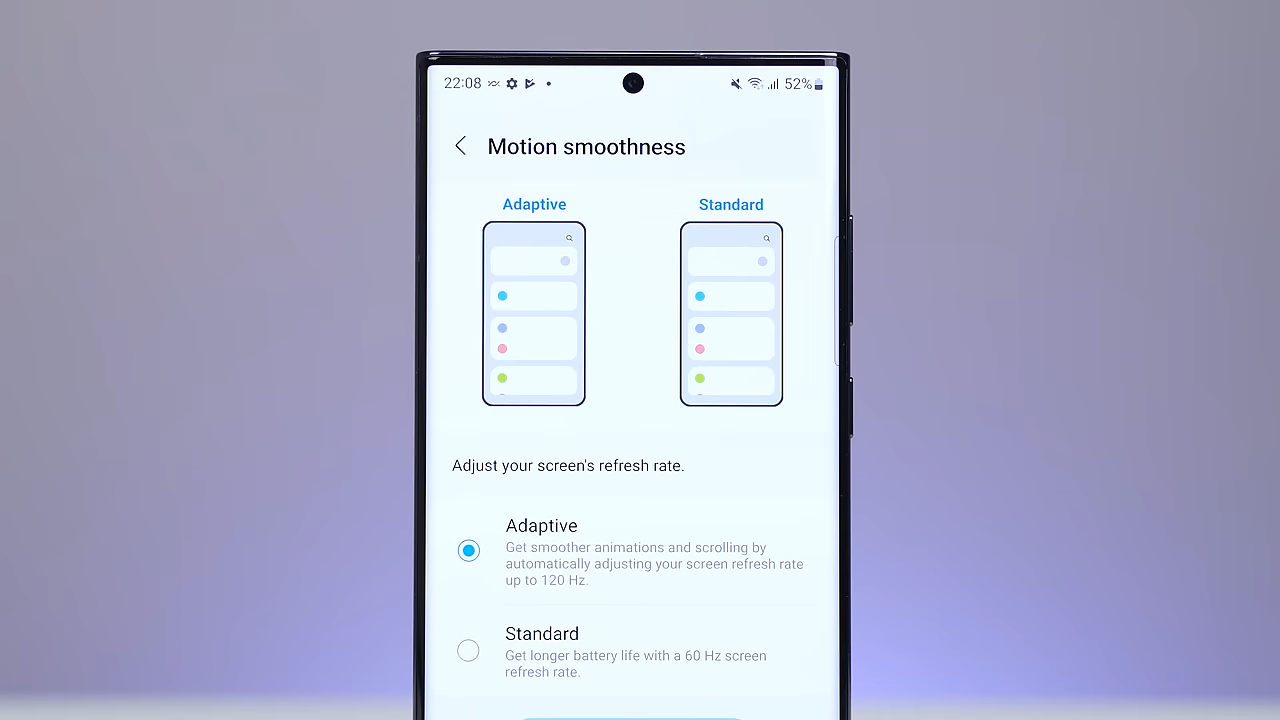 22:08 52%
Motion smoothness
Adaptive Standard
Adjust your screen's refresh rate.
Adaptive
Get smoother animations and scrolling by
automatically adjusting your screen refresh rate
up to 120 Hz.
Standard
Get longer battery life with a 60 Hz screen
refresh rate.